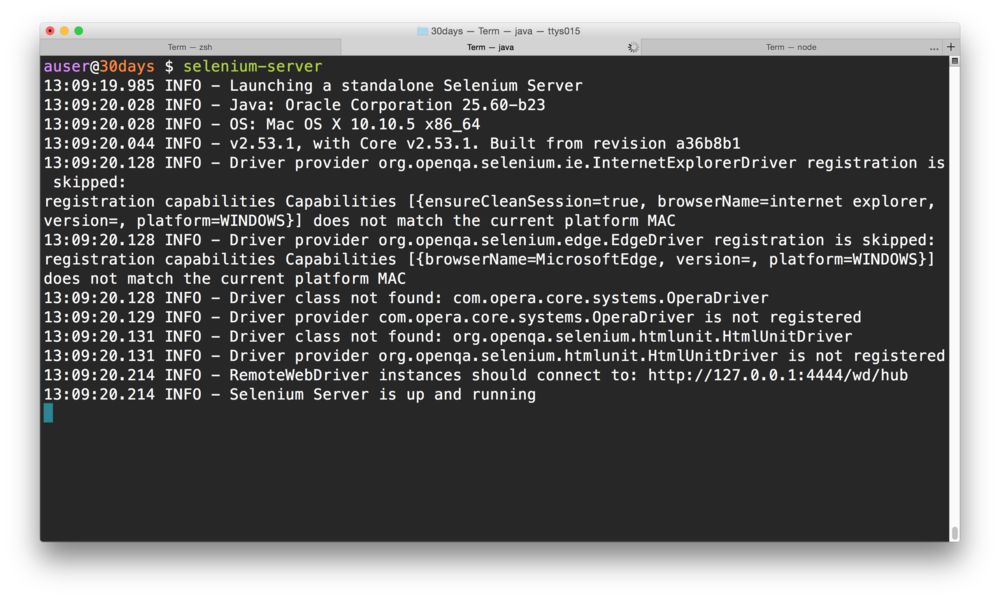 30days — Term — java — ttys015
Term — zsh
Term — java
Term — node
... +
auser@30days $ selenium-server
13:09:19.985 INFO - Launching a standalone Selenium Server
13:09:20.028 INFO - Java: Oracle Corporation 25.60-b23
13:09:20.028 INFO - OS: Mac OS X 10.10.5 x86_64
13:09:20.044 INFO - v2.53.1, with Core v2.53.1. Built from revision a36b8b1
13:09:20.128 INFO - Driver provider org.openqa.selenium.ie.InternetExplorerDriver registration is
 skipped:
registration capabilities Capabilities [{ensureCleanSession=true, browserName=internet explorer,
version=, platform=WINDOWS}] does not match the current platform MAC
13:09:20.128 INFO - Driver provider org.openqa.selenium.edge.EdgeDriver registration is skipped:
registration capabilities Capabilities [{browserName=MicrosoftEdge, version=, platform=WINDOWS}]
does not match the current platform MAC
13:09:20.128 INFO - Driver class not found: com.opera.core.systems.OperaDriver
13:09:20.129 INFO - Driver provider com.opera.core.systems.OperaDriver is not registered
13:09:20.131 INFO - Driver class not found: org.openqa.selenium.htmlunit.HtmlUnitDriver
13:09:20.131 INFO - Driver provider org.openqa.selenium.htmlunit.HtmlUnitDriver is not registered
13:09:20.214 INFO - RemoteWebDriver instances should connect to: http://127.0.0.1:4444/wd/hub
13:09:20.214 INFO - Selenium Server is up and running